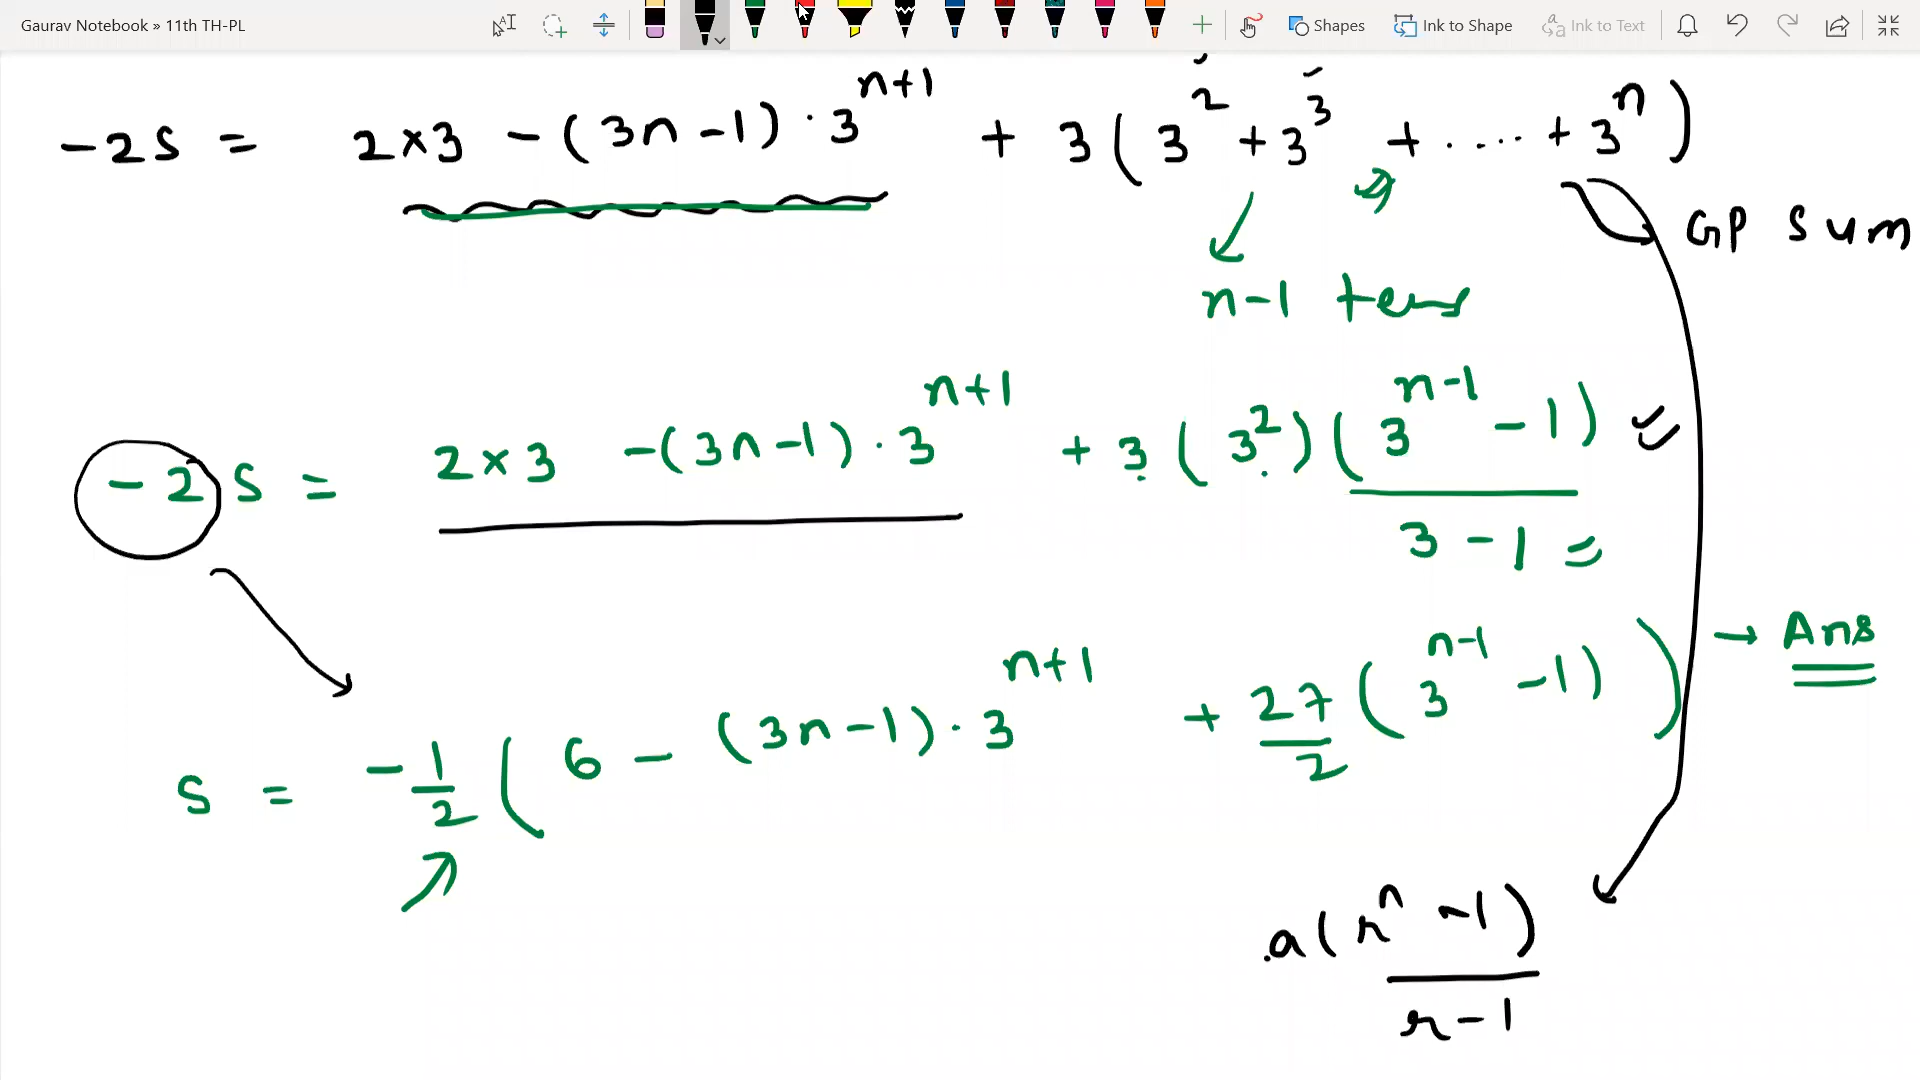 Gaurav Notebook » 11th TH-PL
Shapes
Ink to Shape
Ink to Text
-2s = 2×3 -(3n-1)·3^{n+1} + 3(3^2 + 3^3 + ..... + 3^n)
GP Sum
n-1
-2s = 2×3 -(3n-1)·3^{n+1} + 3(3^2)(3^{n-1} -1)
3-1
→ Ans
s = -1/2 (6 - (3n-1)·3^{n+1} + 27/2 (3^{n-1} -1))
a(r^n -1)
r-1